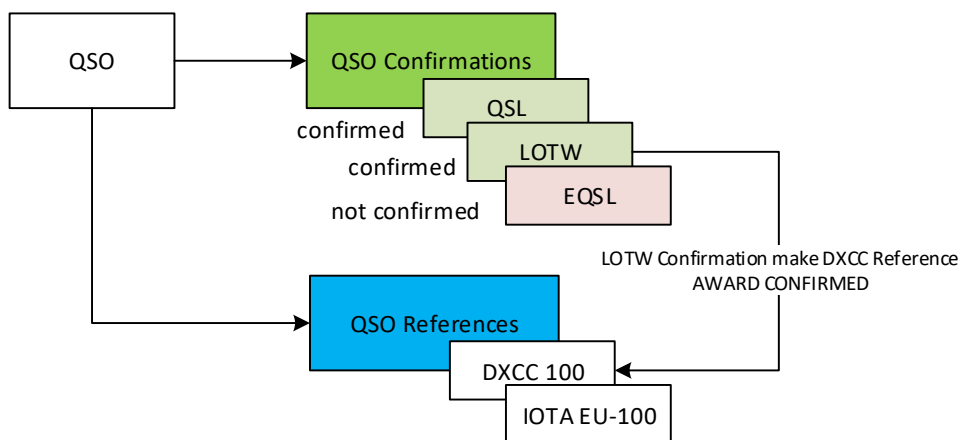 QSO
QSO Confirmations
QSL
confirmed
LOTW
confirmed
EQSL
not confirmed
LOTW Confirmation make DXCC Reference
AWARD CONFIRMED
QSO References
DXCC 100
IOTA EU-100